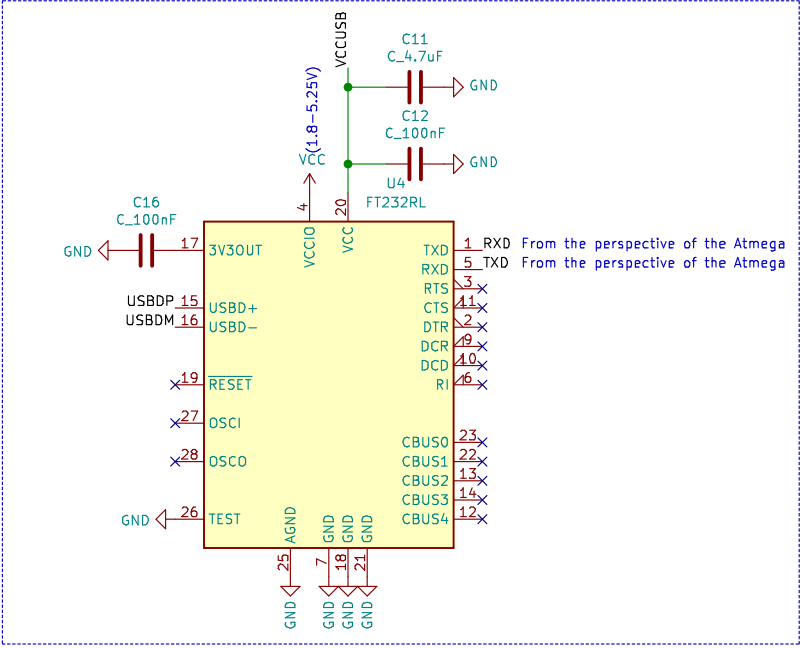 VCCUSB
C11
C_4.7uF
GND
(1.8-5.25V)
C12
C_100nF
GND
VCC
U4
FT232RL
4
20
C16
C_100nF
GND
17
3V3OUT
VCCIO
VCC
TXD
1
RXD
From the perspective of the Atmega
RXD
5
TXD
From the perspective of the Atmega
RTS
3
USBDP
15
USBD+
CTS
11
USBDM
16
USBD-
DTR
2
DCR
9
DCD
10
19
RESET
RI
6
27
OSCI
CBUS0
23
28
OSCO
CBUS1
22
CBUS2
13
CBUS3
14
GND
26
TEST
CBUS4
12
AGND
GND
GND
GND
25
7
18
21
GND
GND
GND
GND